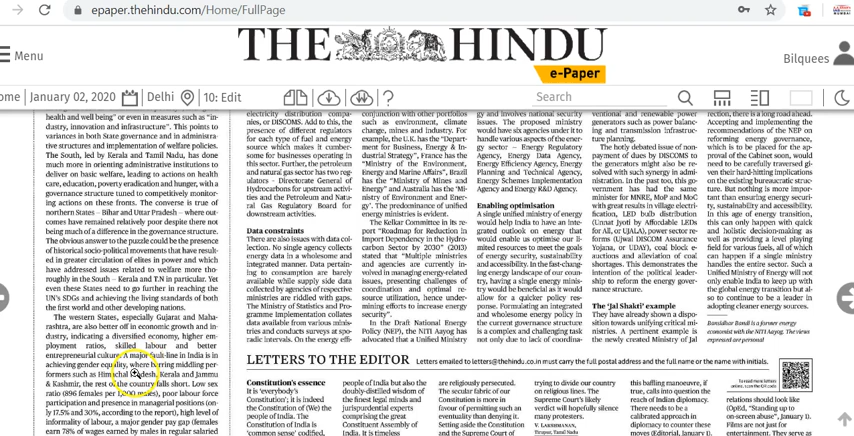 epaper.thehindu.com/Home/FullPage
Menu
THE HINDU
e-Paper
Bilquees
ome
January 02, 2020
Delhi
10: Edit
Search
health and well being" or even in measures such as "in-
dustry, innovation and infrastructure". This points to
variances in both State governance and in administra-
tive structures and implementation of welfare policies.
The South, led by Kerala and Tamil Nadu, has done
much more in orienting administrative institutions to
deliver on basic welfare, leading to actions on health
care, education, poverty eradication and hunger, with a
governance structure tuned to competitively monitor-
ing actions on these fronts. The converse is true of
northern States – Bihar and Uttar Pradesh – where out-
comes have remained relatively poor despite there not
being much of a difference in the governance structure.
The obvious answer to the puzzle could be the presence
of historical socio-political movements that have result-
ed in greater circulation of elites in power and which
have addressed issues related to welfare more tho-
roughly in the South – Kerala and T.N in particular. Yet
even these States need to go further in reaching the
UN's SDGs and achieving the living standards of both
the first world and other developing nations.
The western States, especially Gujarat and Maha-
rashtra, are also better off in economic growth and in-
dustry, indicating a diversified economy, higher em-
ployment ratios, skilled labour and better
entrepreneurial culture. A fault-line in India is in
achieving gender equality, where baring middling per-
formers such as Himachal Pradesh, Kerala and Jammu
& Kashmir, the rest of the country falls short. Low sex
ratio (896 females per 1,000 males), poor labour force
participation and presence in managerial positions (on-
ly 17.5% and 30%, according to the report), high level of
informality of labour, a major gender pay gap (females
earn 78% of wages earned by males in regular salaried
electricity distribution compa-
nies, or DISCOMS. Add to this, the
presence of different regulators
for each type of fuel and energy
source which makes it cumber-
some for businesses operating in
this sector. Further, the petroleum
and natural gas sector has two reg-
ulators - Directorate General of
Hydrocarbons for upstream activi-
ties and the Petroleum and Natu-
ral Gas Regulatory Board for
downstream activities.
Data constraints
There are also issues with data col-
lection. No single agency collects
energy data in a wholesome and
integrated manner. Data pertain-
ing to consumption are barely
available while supply side data
collected by agencies of respective
ministries are riddled with gaps.
The Ministry of Statistics and Pro-
gramme Implementation collates
data available from various minis-
tries and conducts surveys at spo-
radic intervals. On the energy effi-
conjunction with other portfolios
such as environment, climate
change, mines and industry. For
example, the U.K. has the "Depart-
ment for Business, Energy & In-
dustrial Strategy", France has the
"Ministry of the Environment,
Energy and Marine Affairs", Brazil
has the "Ministry of Mines and
Energy" and Australia has the 'Mi-
nistry of Environment and Ener-
gy'. The predominance of unified
energy ministries is evident.
The Kelkar Committee in its re-
port "Roadmap for Reduction in
Import Dependency in the Hydro-
carbon Sector by 2030" (2013)
stated that "Multiple ministries
and agencies are currently in-
volved in managing energy-related
issues, presenting challenges of
coordination and optimal re-
source utilization, hence under-
mining efforts to increase energy
security".
In the Draft National Energy
Policy (NEP), the NITI Aayog has
advocated that a Unified Ministry
gy and involves national security
issues. The proposed ministry
would have six agencies under it to
handle various aspects of the ener-
gy sector – Energy Regulatory
Agency, Energy Data Agency,
Energy Efficiency Agency, Energy
Planning and Technical Agency,
Energy Schemes Implementation
Agency and Energy R&D Agency.
Enabling optimisation
A single unified ministry of energy
would help India to have an inte-
grated outlook on energy that
would enable us optimise our li-
mited resources to meet the goals
of energy security, sustainability
and accessibility. In the fast-chang-
ing energy landscape of our coun-
try, having a single energy minis-
try would be beneficial as it would
allow for a quicker policy re-
sponse. Formulating an integrated
and wholesome energy policy in
the current governance structure
is a complex and challenging task
not only due to lack of coordina-
ventional and renewable power
generators such as power balanc-
ing and transmission infrastruc-
ture planning.
The hotly debated issue of non-
payment of dues by DISCOMS to
the generators might also be re-
solved with such synergy in admi-
nistration. In the past too, this go-
vernment has had the same
minister for MNRE, MoP and MoC
with great results in village electri-
fication, LED bulb distribution
(Unnat Jyoti by Affordable LEDs
for All, or UJALA), power sector re-
forms (Ujwal DISCOM Assurance
Yojana, or UDAY), coal block e-
auctions and alleviation of coal
shortages. This demonstrates the
intention of the political leader-
ship to reform the energy gover-
nance structure.
The 'Jal Shakti' example
They have already shown a dispo-
sition towards unifying critical mi-
nistries. A pertinent example is
the newly created Ministry of Jal
rection, there is a long road ahead.
Accepting and implementing the
recommendations of the NEP on
reforming energy governance,
which is to be placed for the ap-
proval of the Cabinet soon, would
need to be carefully traversed giv-
en their hard-hitting implications
on the existing bureaucratic struc-
ture. But nothing is more impor-
tant than ensuring energy securi-
ty, sustainability and accessibility.
In this age of energy transition,
this can only happen with quick
and holistic decision-making as
well as providing a level playing
field for various fuels, all of which
can happen if a single ministry
handles the entire sector. Such a
Unified Ministry of Energy will not
only enable India to keep up with
the global energy transition but al-
so to continue to be a leader in
adopting cleaner energy sources.
LETTERS TO THE EDITOR
Letters emailed to letters@thehindu.co.in must carry the full postal address and the full name or the name with initials.
Constitution's essence
It is 'everybody's
Constitution'; it is indeed
the Constitution of (We) the
people of India. The
Constitution of India is
'common sense' codified,
people of India but also the
doubly-distilled wisdom of
the finest legal minds and
jurisprudential experts
comprising the great
Constituent Assembly of
India. It is timeless
are religiously persecuted.
The secular fabric of our
Constitution is more in
favour of permitting such an
eventuality than denying it.
Setting aside the Constitution
and the Supreme Court of
trying to divide our country
on religious lines. The
Supreme Court's likely
verdict will hopefully silence
many protesters.
V. LAKSHMANAN,
Tirupur, Tamil Nadu
this baffling manoeuvre, if
true, calls into question the
reach of Indian diplomacy.
There needs to be a
calibrated approach in
diplomacy to counter these
moves (Editorial, January 1).
relations should look like
(OpEd, "Standing up to
on-screen abuse", January 1).
Films are not just for
entertainment. They serve as